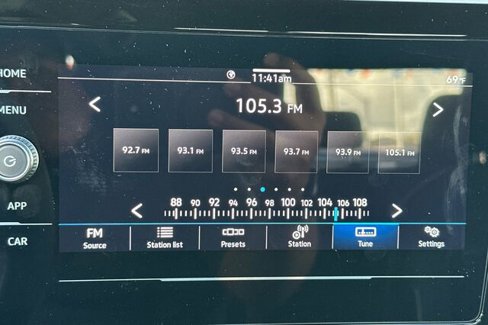 HOME
MENU
APP
CAR
11:41am
69°F
105.3 FM
92.7 FM 93.1 FM 93.5 FM 93.7 FM 93.9 FM 105.1 FM
88 90 92 94 96 98 100 102 104 106 108
FM Source
Station list
Presets
Station
Tune
Settings